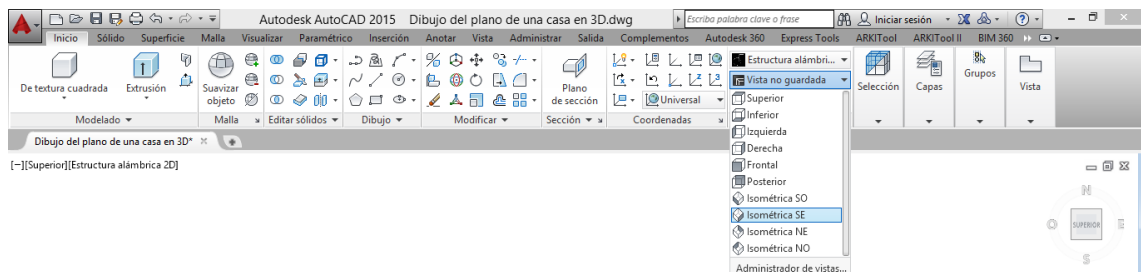 Autodesk AutoCAD 2015 Dibujo del plano de una casa en 3D.dwg Escriba palabra clave o frase Iniciar sesión
Inicio Sólido Superficie Malla Visualizar Paramétrico Inserción Anotar Vista Administrar Salida Complementos Autodesk 360 Express Tools ARKITool ARKITool II BIM 360
De textura cuadrada Extrusión Suavizar objeto Plano de sección Universal Estructura alámbri... Vista no guardada Selección Capas Grupos Vista
Modelado Malla Editar sólidos Dibujo Modificar Sección Coordenadas
Superior
Inferior
Izquierda
Derecha
Frontal
Posterior
Isométrica SO
Isométrica SE
Isométrica NE
Isométrica NO
Administrador de vistas...
Dibujo del plano de una casa en 3D*
[−][Superior][Estructura alámbrica 2D]
N
O SUPERIOR E
S